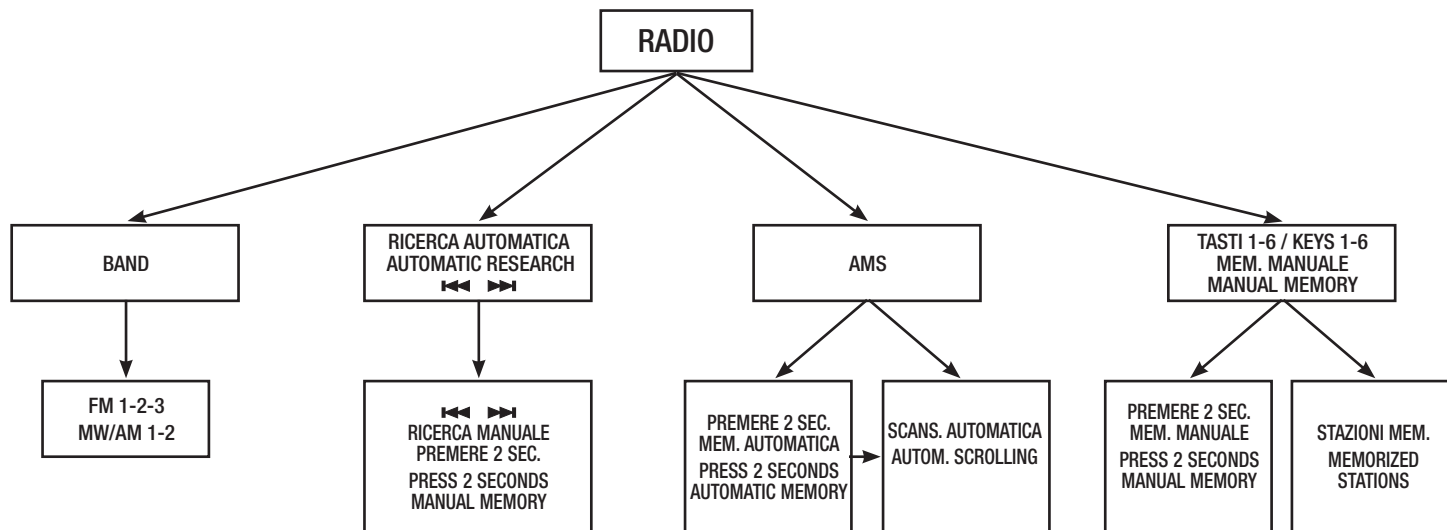 RADIO
BAND
RICERCA AUTOMATICA
AUTOMATIC RESEARCH
AMS
TASTI 1-6 / KEYS 1-6
MEM. MANUALE
MANUAL MEMORY
FM 1-2-3
MW/AM 1-2
RICERCA MANUALE
PREMERE 2 SEC.
PRESS 2 SECONDS
MANUAL MEMORY
PREMERE 2 SEC.
MEM. AUTOMATICA
PRESS 2 SECONDS
AUTOMATIC MEMORY
SCANS. AUTOMATICA
AUTOM. SCROLLING
PREMERE 2 SEC.
MEM. MANUALE
PRESS 2 SECONDS
MANUAL MEMORY
STAZIONI MEM.
MEMORIZED
STATIONS